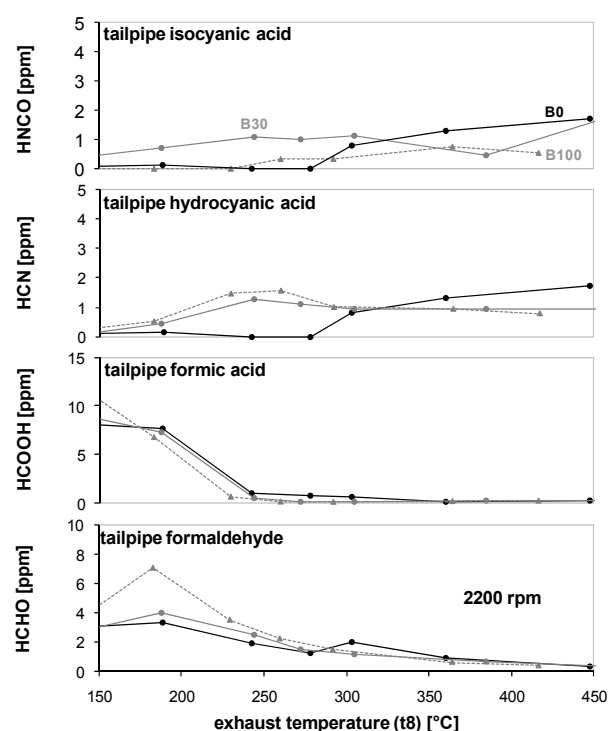 tailpipe isocyanic acid
HNCO [ppm]
5
4
3
2
1
0
B30
B0
B100
tailpipe hydrocyanic acid
HCN [ppm]
5
4
3
2
1
0
tailpipe formic acid
HCOOH [ppm]
15
10
5
0
tailpipe formaldehyde
HCHO [ppm]
10
8
6
4
2
0
2200 rpm
150 200 250 300 350 400 450
exhaust temperature (t8) [°C]